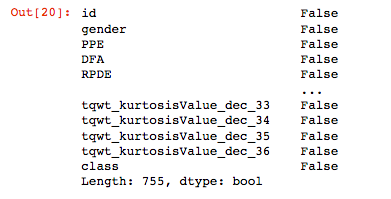 Out[20]: id False
gender False
PPE False
DFA False
RPDE False
...
tqwt_kurtosisValue_dec_33 False
tqwt_kurtosisValue_dec_34 False
tqwt_kurtosisValue_dec_35 False
tqwt_kurtosisValue_dec_36 False
class False
Length: 755, dtype: bool